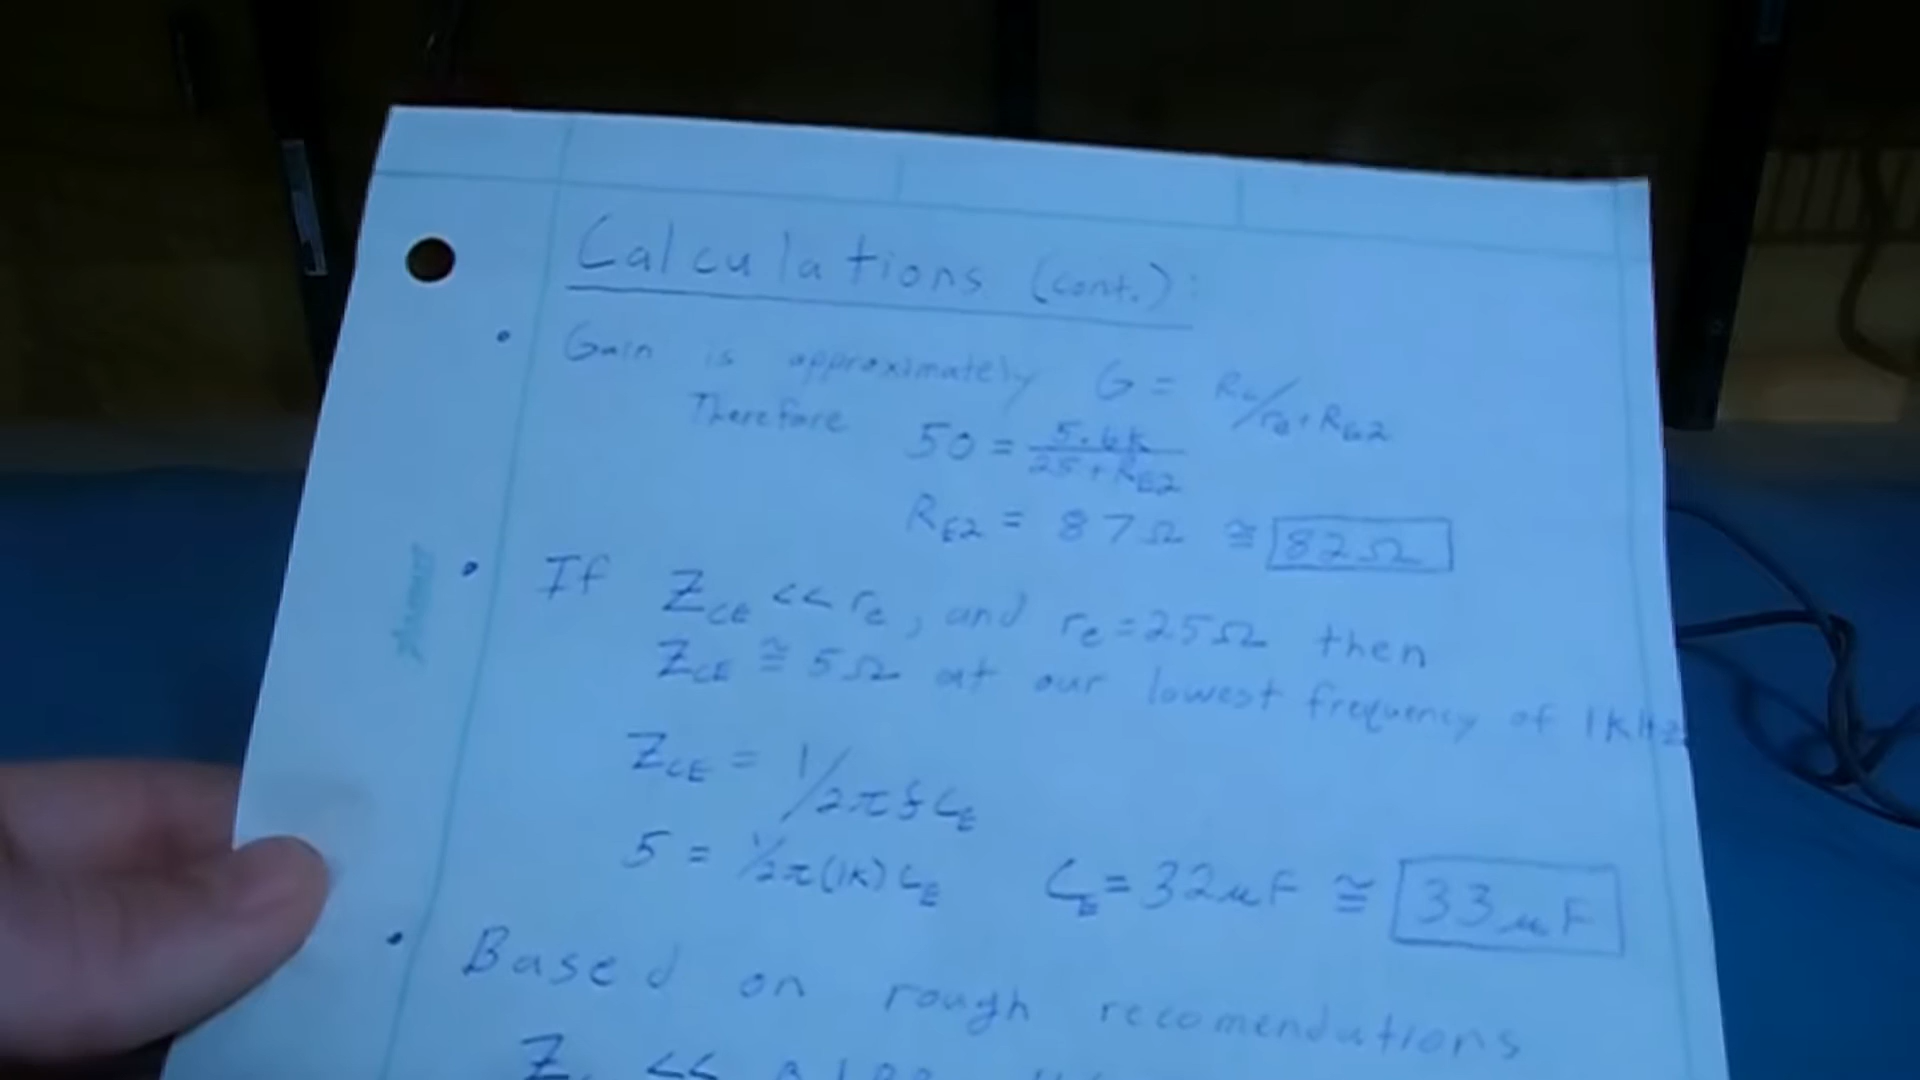 Calculations (cont.):
• Gain is approximately G = Rc/re+RE2
Therefore 50 = 5.6k/25+RE2
RE2 = 87Ω ≅ 82Ω
• If ZCE << re, and re=25Ω then
ZCE ≅ 5Ω at our lowest frequency of 1kHz
ZCE = 1/2πfCE
5 = 1/2π(1K)CE CE = 32uF ≅ 33uF
• Based on rough recomendations
Z <<